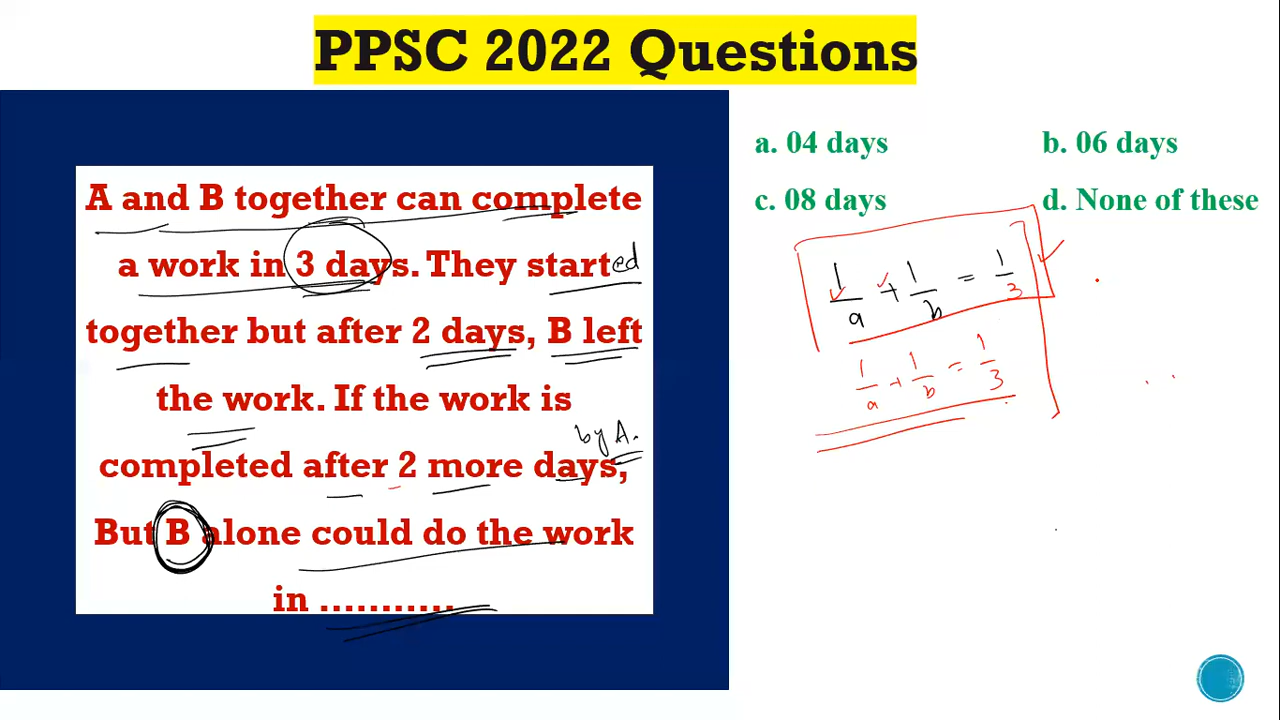 PPSC 2022 Questions
A and B together can complete
a work in 3 days. They started
together but after 2 days, B left
the work. If the work is
by A.
completed after 2 more days,
But B alone could do the work
in ...........
a. 04 days
b. 06 days
c. 08 days
d. None of these
1/a + 1/b = 1/3
1/a + 1/b = 1/3